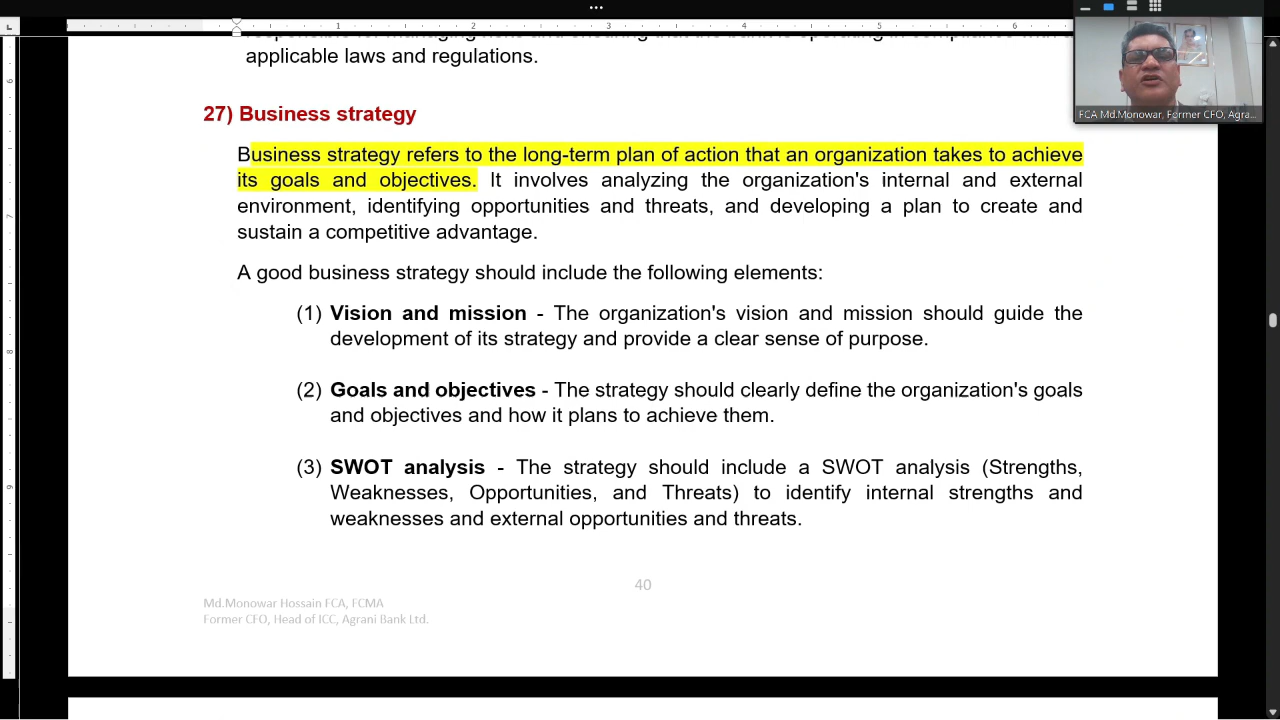 applicable laws and regulations.
FCA Md.Monowar, Former CFO, Agra...
27) Business strategy
Business strategy refers to the long-term plan of action that an organization takes to achieve
its goals and objectives. It involves analyzing the organization's internal and external
environment, identifying opportunities and threats, and developing a plan to create and
sustain a competitive advantage.
A good business strategy should include the following elements:
(1) Vision and mission - The organization's vision and mission should guide the
development of its strategy and provide a clear sense of purpose.
(2) Goals and objectives - The strategy should clearly define the organization's goals
and objectives and how it plans to achieve them.
(3) SWOT analysis - The strategy should include a SWOT analysis (Strengths,
Weaknesses, Opportunities, and Threats) to identify internal strengths and
weaknesses and external opportunities and threats.
40
Md.Monowar Hossain FCA, FCMA
Former CFO, Head of ICC, Agrani Bank Ltd.